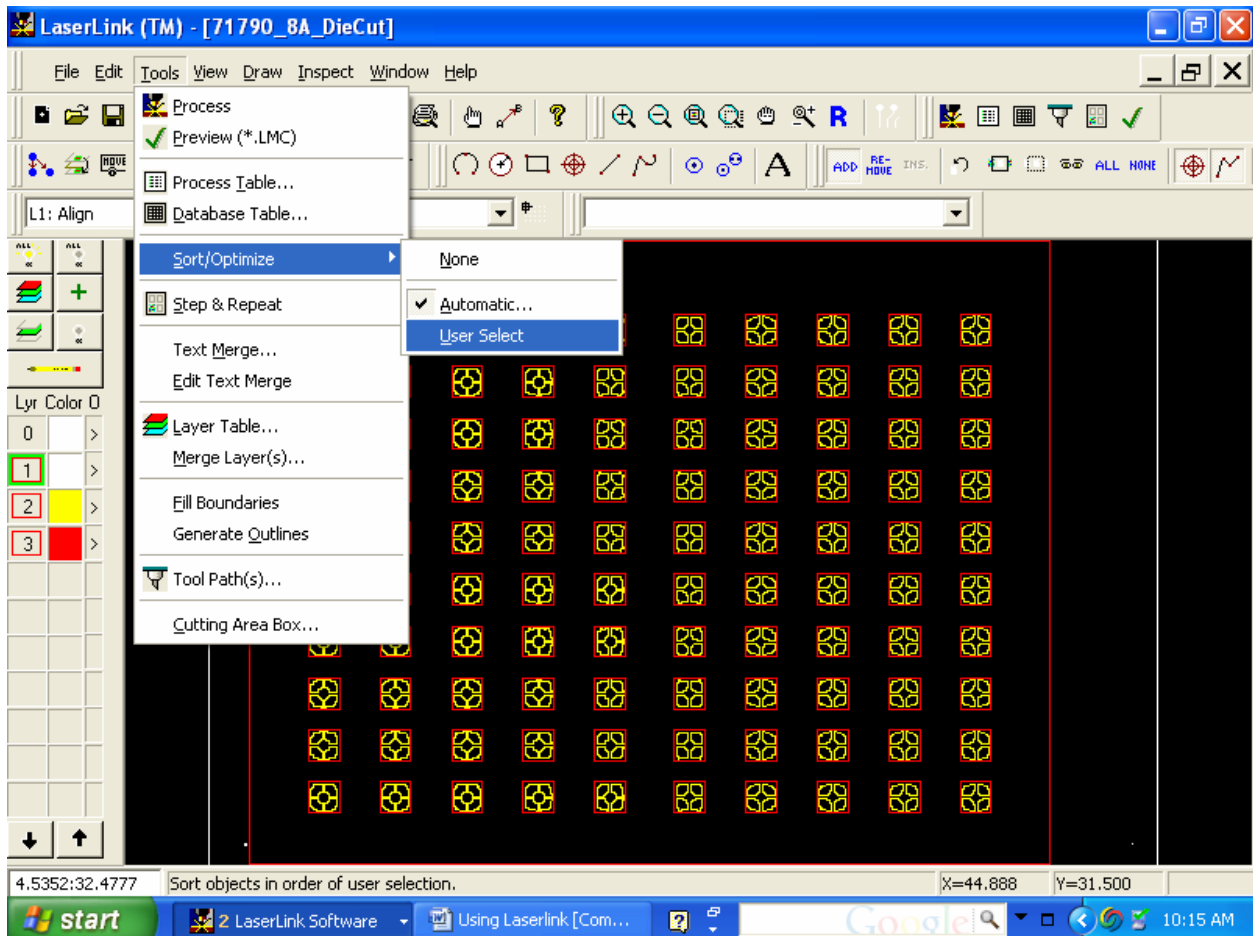 LaserLink (TM) - [71790_8A_DieCut]
File Edit Tools View Draw Inspect Window Help
Process
Preview (*.LMC)
R
MOVE
A
ADD RE-MOVE INS.
ALL NONE
Process Table...
L1: Align
Database Table...
ALL ALL
Sort/Optimize
None
Step & Repeat
Automatic...
User Select
Text Merge...
Edit Text Merge
Lyr Color O
Layer Table...
0 >
Merge Layer(s)...
1 >
Fill Boundaries
2 >
Generate Outlines
3 >
Tool Path(s)...
Cutting Area Box...
4.5352:32.4777 Sort objects in order of user selection. X=44.888 Y=31.500
start 2 LaserLink Software Using Laserlink [Com... Google 10:15 AM